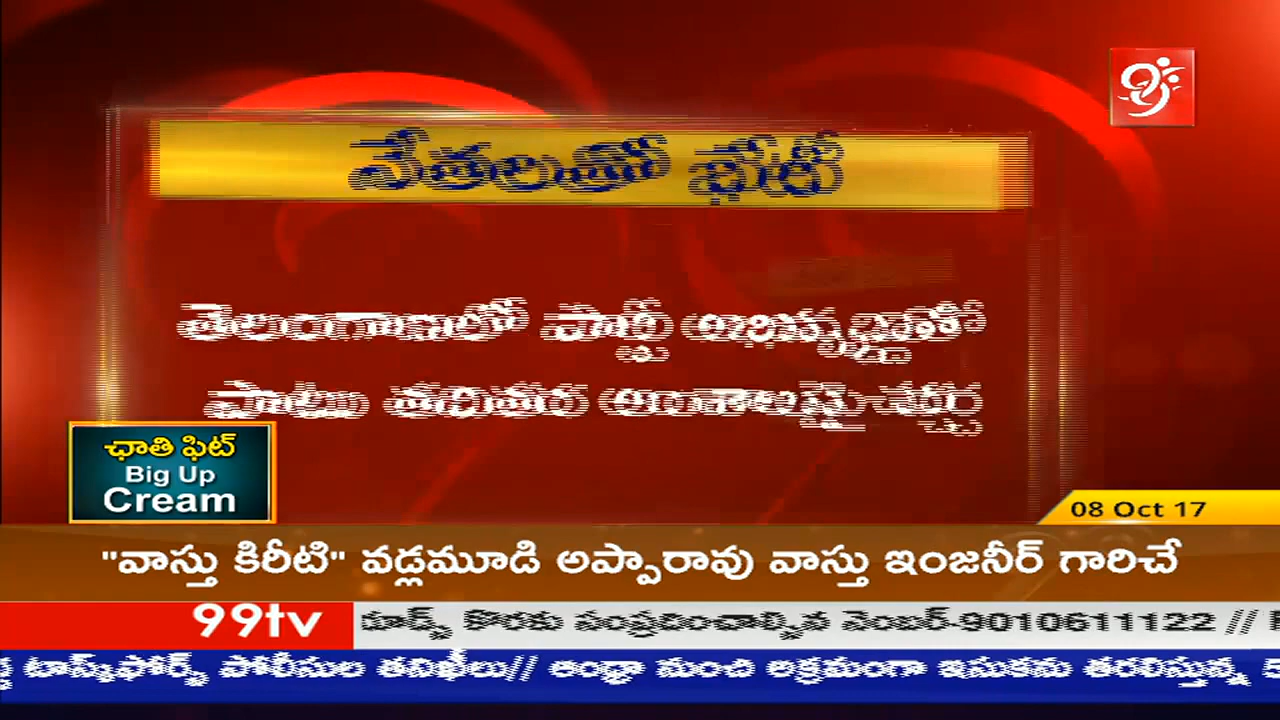 నేతలతో భేటీ
తెలంగాణలో పార్టీ అభివృద్ధితో
పాటు తదితర అంశాలపై చర్చ
ఛాతి ఫిట్
Big Up
Cream
08 Oct 17
"వాస్తు కిరీటి" వడ్లమూడి అప్పారావు వాస్తు ఇంజనీర్ గారిచే
99tv
కొరకు సంప్రదించాల్సిన నెంబర్-9010611122 //
టాస్క్‌ఫోర్స్ పోలీసుల తనిఖీలు// ఆంధ్రా నుంచి అక్రమంగా ఇసుకను తరలిస్తున్న